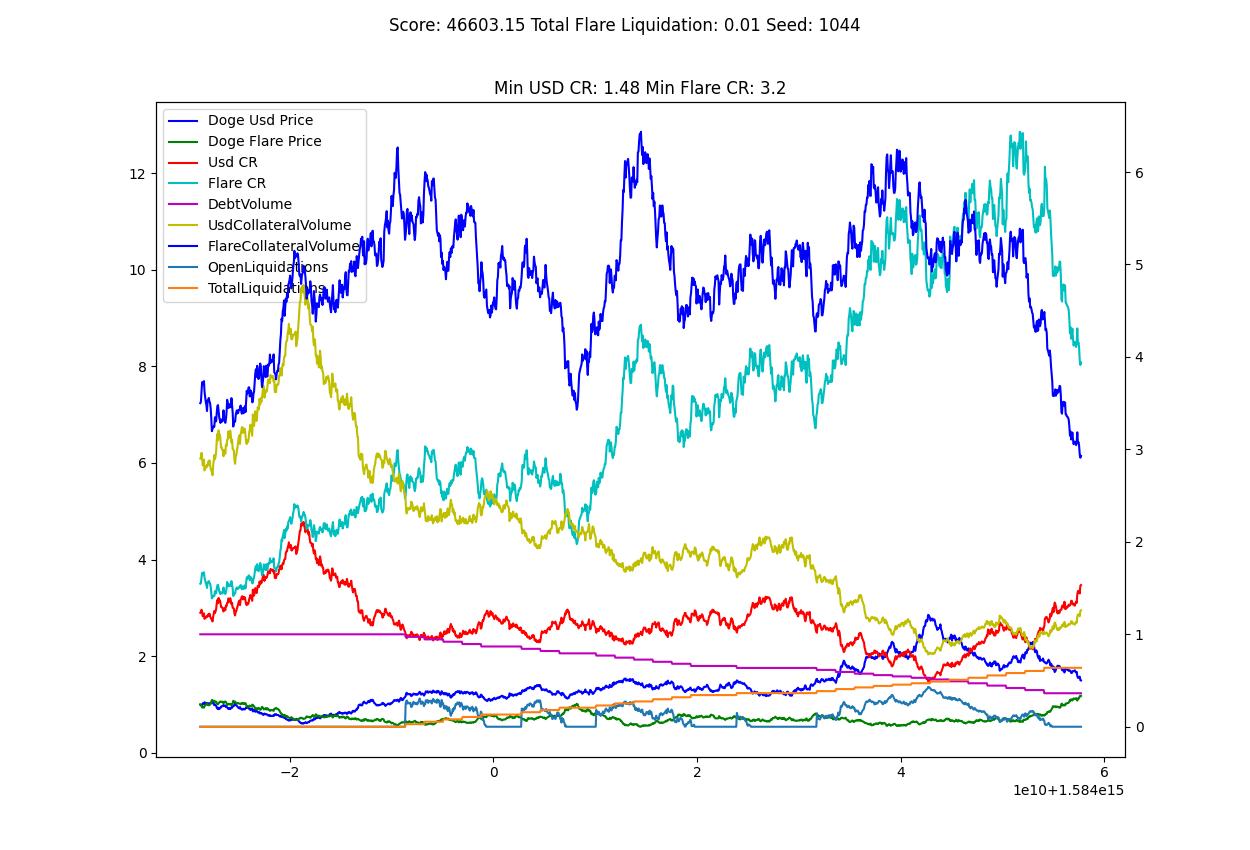 Score: 46603.15 Total Flare Liquidation: 0.01 Seed: 1044
Min USD CR: 1.48 Min Flare CR: 3.2
Doge Usd Price
Doge Flare Price
Usd CR
Flare CR
DebtVolume
UsdCollateralVolume
FlareCollateralVolume
OpenLiquidations
TotalLiquidations
12
10
8
6
4
2
0
6
5
4
3
2
1
0
−2
0
2
4
6
1e10+1.584e15